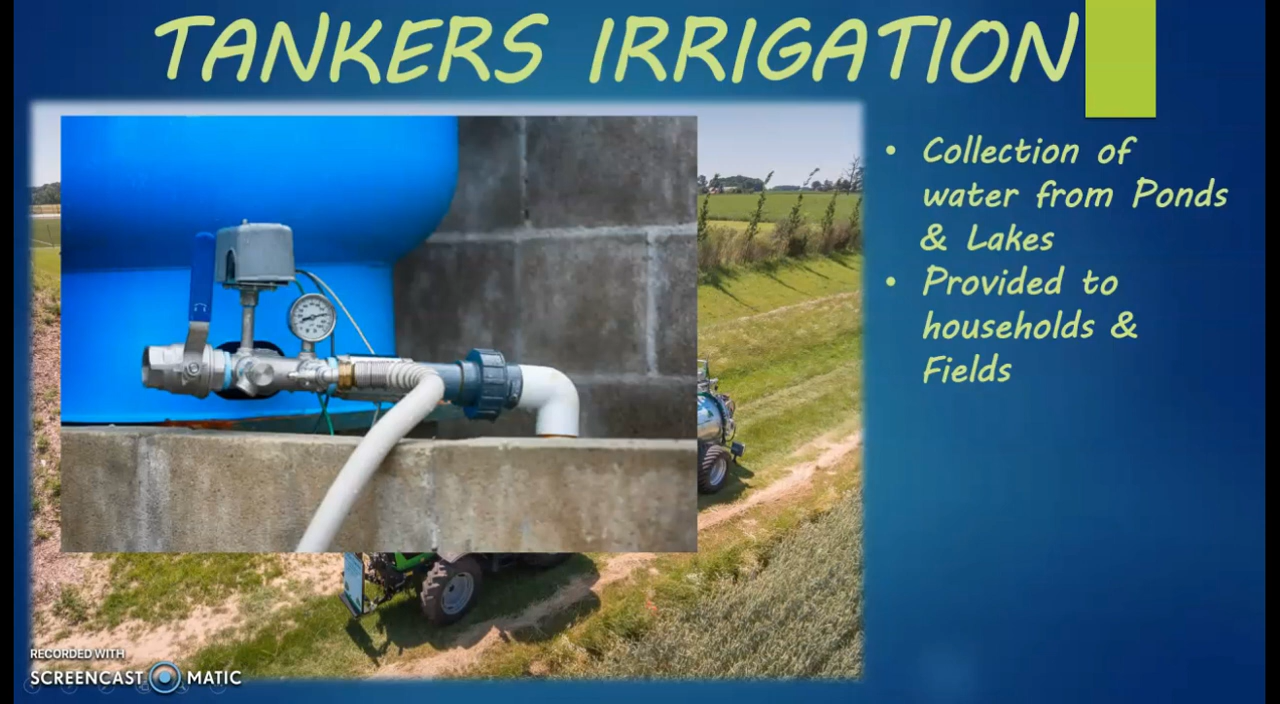 TANKERS IRRIGATION
• Collection of
water from Ponds
& Lakes
• Provided to
households &
Fields
RECORDED WITH
SCREENCAST MATIC